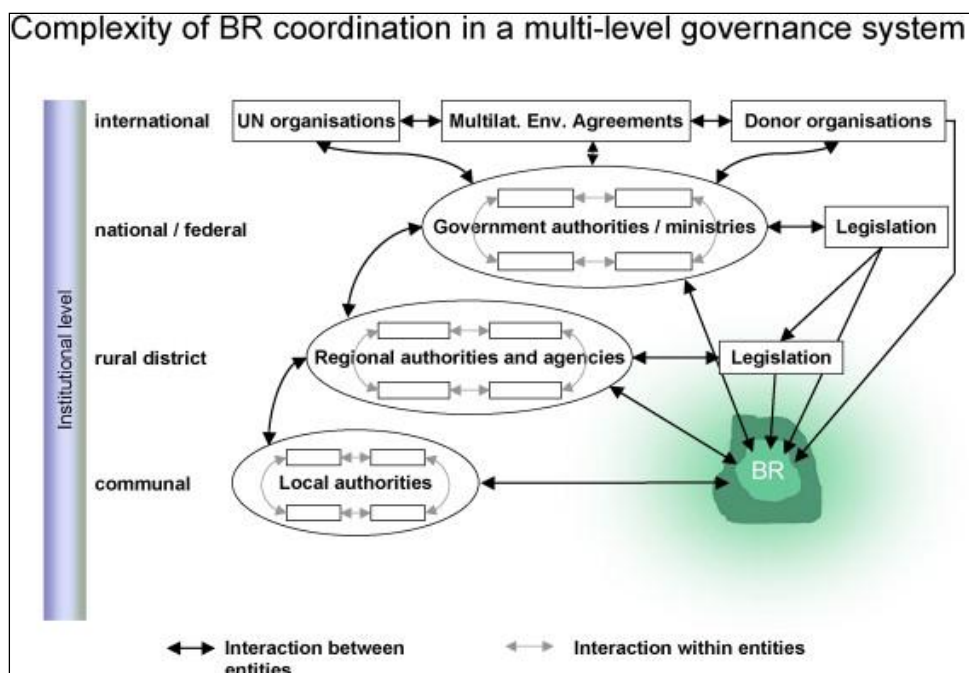 Complexity of BR coordination in a multi-level governance system
international
UN organisations
Multilat. Env. Agreements
Donor organisations
national / federal
Government authorities / ministries
Legislation
rural district
Regional authorities and agencies
Legislation
communal
Local authorities
BR
Institutional level
Interaction between
entities
Interaction within entities